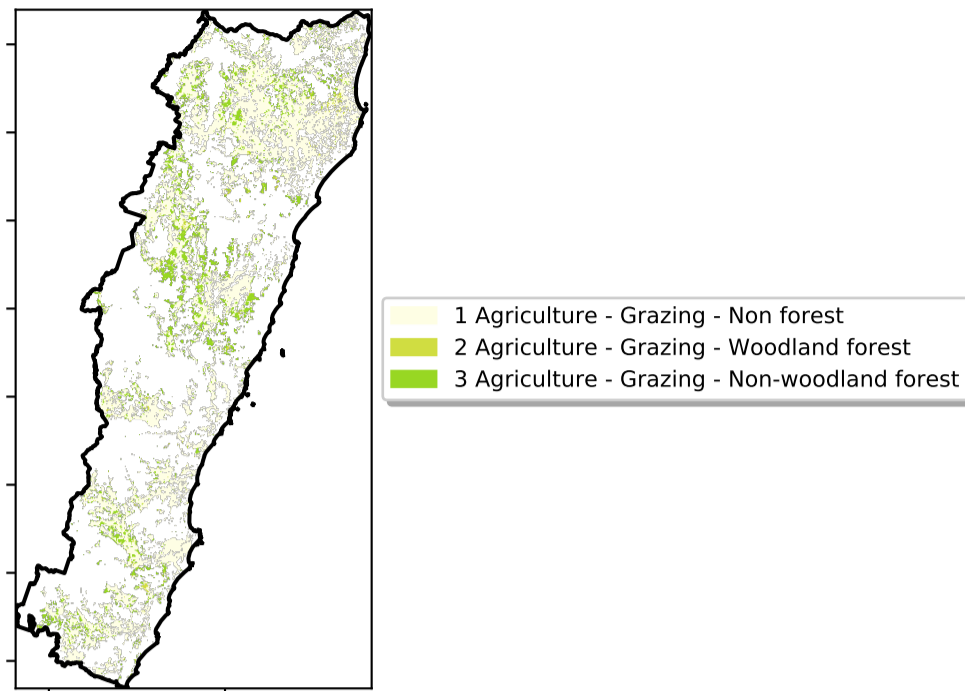 1 Agriculture - Grazing - Non forest
2 Agriculture - Grazing - Woodland forest
3 Agriculture - Grazing - Non-woodland forest